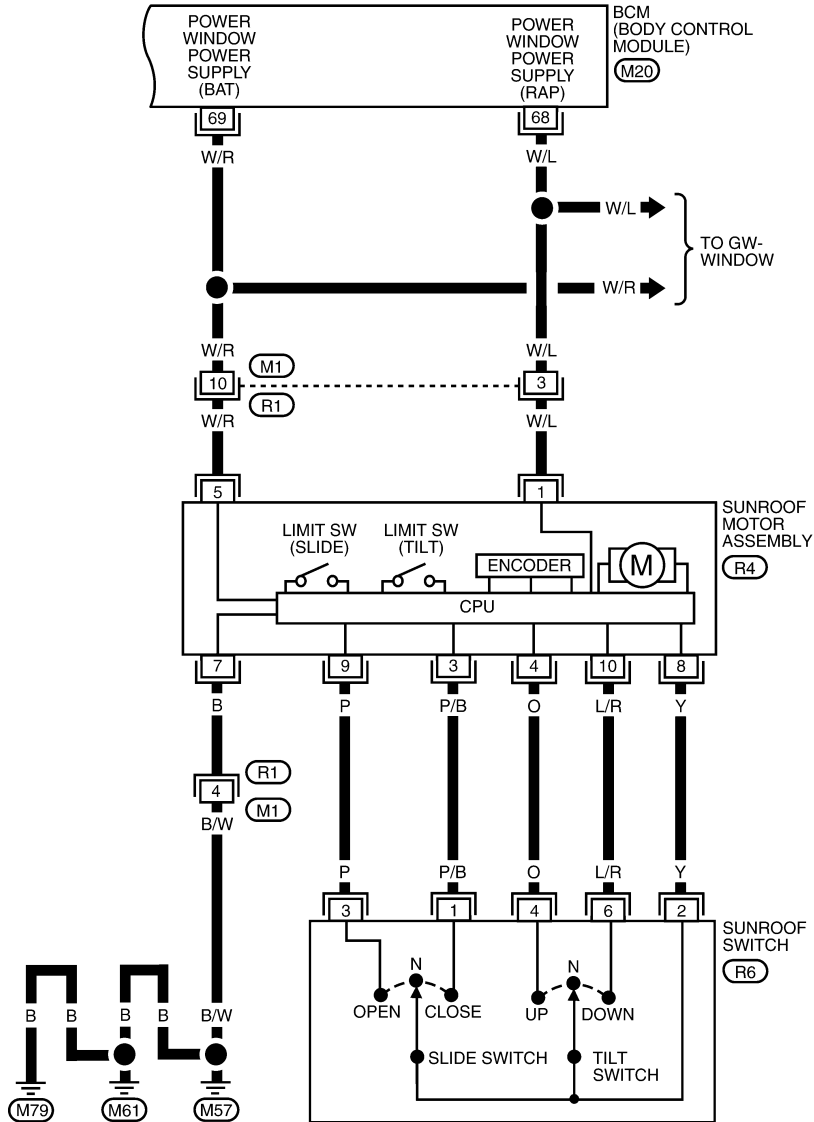 POWER
WINDOW
POWER
SUPPLY
(BAT)
POWER
WINDOW
POWER
SUPPLY
(RAP)
BCM
(BODY CONTROL
MODULE)
M20
69
68
W/R
W/L
W/L
TO GW-
WINDOW
W/R
W/R
W/L
M1
10
3
R1
W/R
W/L
5
1
SUNROOF
MOTOR
ASSEMBLY
R4
LIMIT SW
(SLIDE)
LIMIT SW
(TILT)
ENCODER
M
CPU
7
9
3
4
10
8
B
P
P/B
O
L/R
Y
R1
4
M1
B/W
P
P/B
O
L/R
Y
3
1
4
6
2
SUNROOF
SWITCH
R6
N
N
OPEN
CLOSE
UP
DOWN
B
B
B
B
B/W
SLIDE SWITCH
TILT
SWITCH
M79
M61
M57